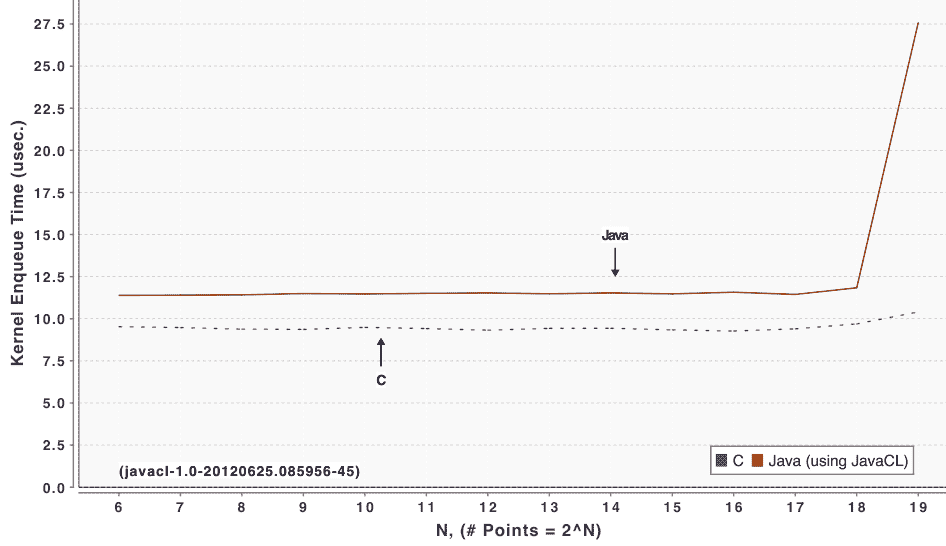 27.5
25.0
22.5
20.0
17.5
15.0
12.5
10.0
7.5
5.0
2.5
0.0
Kernel Enqueue Time (usec.)
Java
C
(javacl-1.0-20120625.085956-45)
C Java (using JavaCL)
6 7 8 9 10 11 12 13 14 15 16 17 18 19
N, (# Points = 2^N)